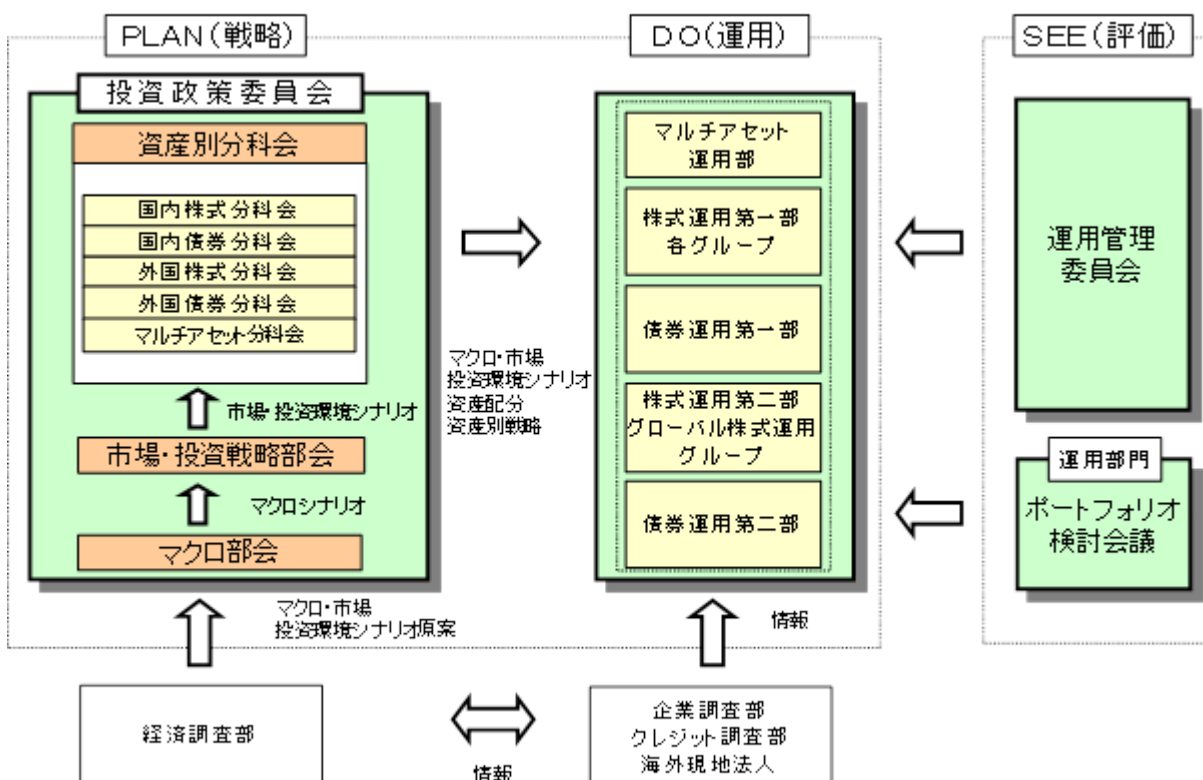 PLAN(戦略)
投資政策委員会
資産別分科会
国内株式分科会
国内債券分科会
外国株式分科会
外国債券分科会
マルチアセット分科会
市場・投資環境シナリオ
市場・投資戦略部会
マクロシナリオ
マクロ部会
マクロ・市場
投資環境シナリオ原案
経済調査部
マクロ・市場
投資環境シナリオ
資産配分
資産別戦略
DO(運用)
マルチアセット
運用部
株式運用第一部
各グループ
債券運用第一部
株式運用第二部
グローバル株式運用
グループ
債券運用第二部
情報
企業調査部
クレジット調査部
海外現地法人
情報
SEE(評価)
運用管理
委員会
運用部門
ポートフォリオ
検討会議